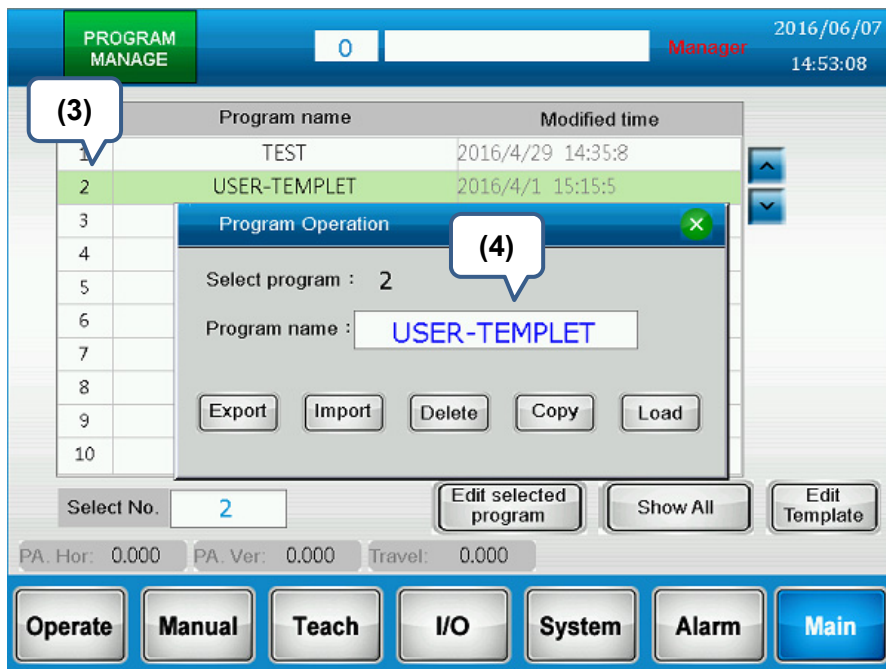 PROGRAM
MANAGE
0
Manager
2016/06/07
14:53:08
(3)
Program name
Modified time
1 TEST 2016/4/29 14:35:8
2 USER-TEMPLET 2016/4/1 15:15:5
3
4
5
6
7
8
9
10
Program Operation
(4)
Select program : 2
Program name : USER-TEMPLET
Export Import Delete Copy Load
Select No. 2
Edit selected
program
Show All
Edit
Template
PA. Hor: 0.000 PA. Ver: 0.000 Travel: 0.000
Operate Manual Teach I/O System Alarm Main